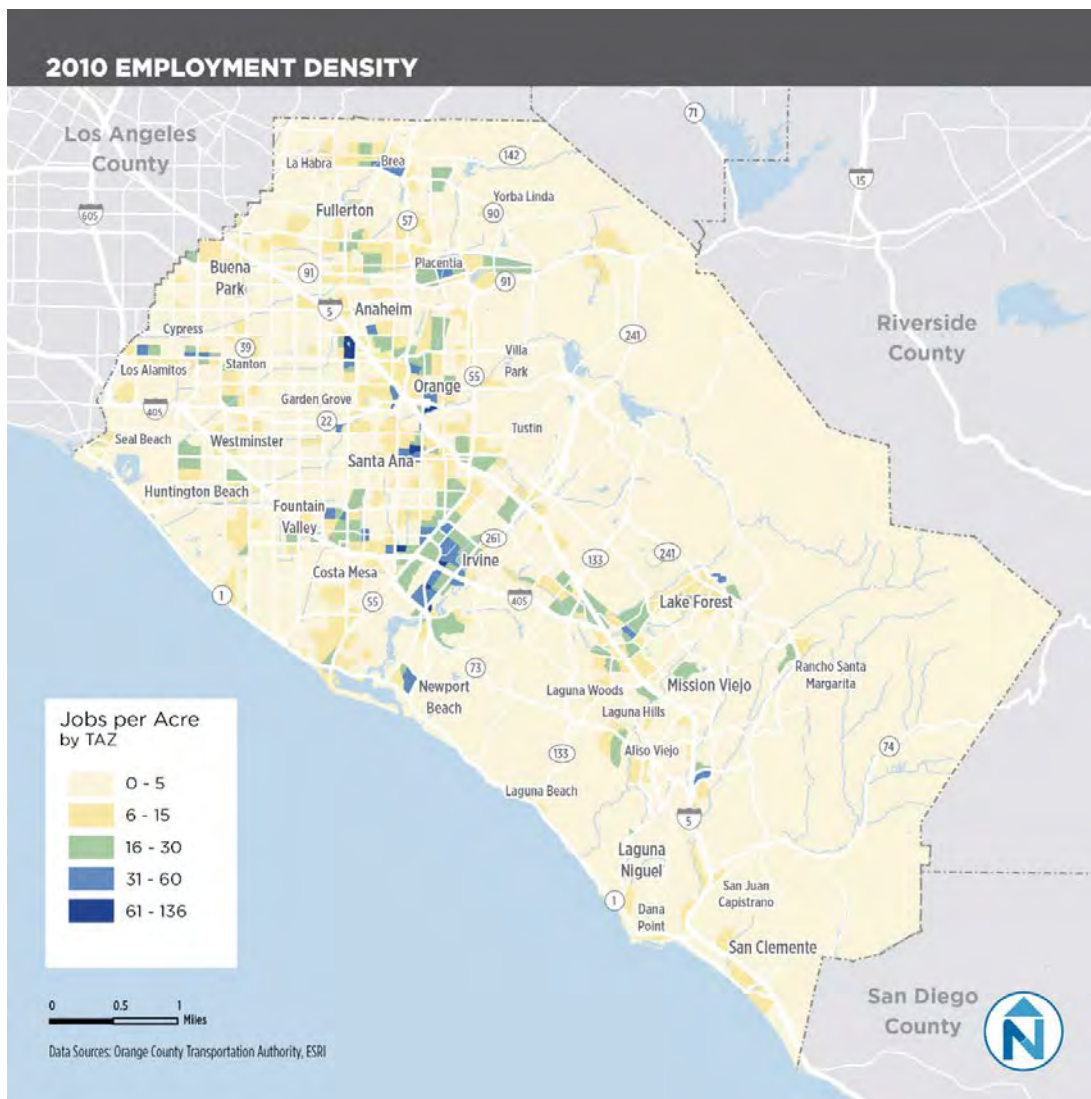 2010 EMPLOYMENT DENSITY
Los Angeles
County
71
142
La Habra
Brea
15
605
Yorba Linda
Fullerton
90
57
Buena
Park
91
Placentia
91
5
Anaheim
Riverside
County
Cypress
241
39
Villa
Park
Los Alamitos
Stanton
55
Orange
Garden Grove
405
22
Tustin
Seal Beach
Westminster
Santa Ana
Huntington Beach
Fountain
Valley
261
241
133
Irvine
Costa Mesa
1
55
405
Lake Forest
73
Rancho Santa
Margarita
Newport
Beach
Laguna Woods
Mission Viejo
Laguna Hills
74
133
Aliso Viejo
Laguna Beach
5
Laguna
Niguel
San Juan
Capistrano
1
Dana
Point
San Clemente
San Diego
County
N
Jobs per Acre
by TAZ
0 - 5
6 - 15
16 - 30
31 - 60
61 - 136
0 0.5 1
Miles
Data Sources: Orange County Transportation Authority, ESRI